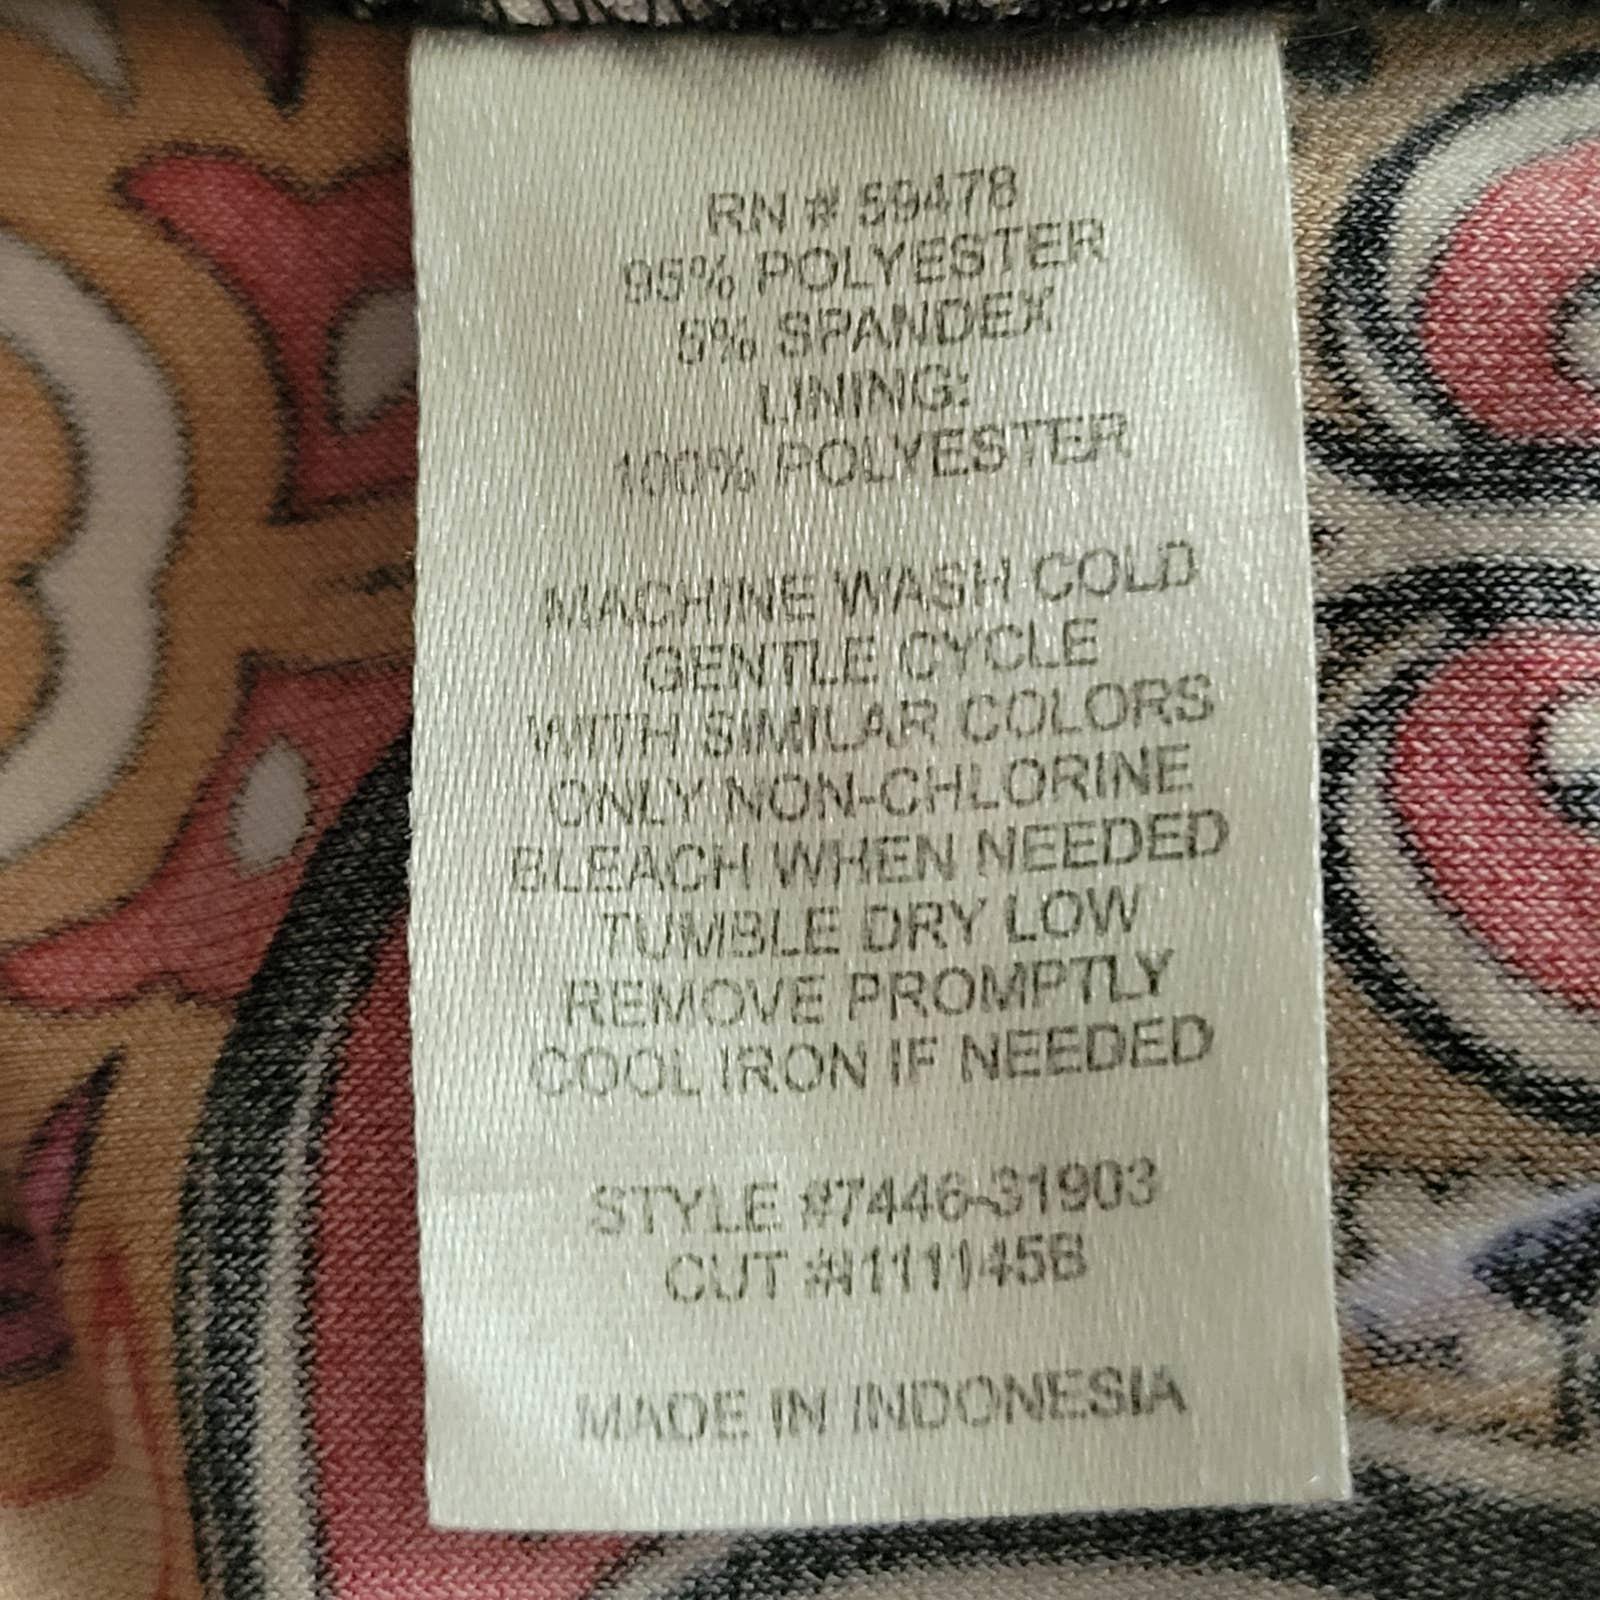 RN # 59478
95% POLYESTER
5% SPANDEX
LINING:
100% POLYESTER
MACHINE WASH COLD
GENTLE CYCLE
WITH SIMILAR COLORS
ONLY NON-CHLORINE
BLEACH WHEN NEEDED
TUMBLE DRY LOW
REMOVE PROMPTLY
COOL IRON IF NEEDED
STYLE #7446-31903
CUT
MADE IN INDONESIA